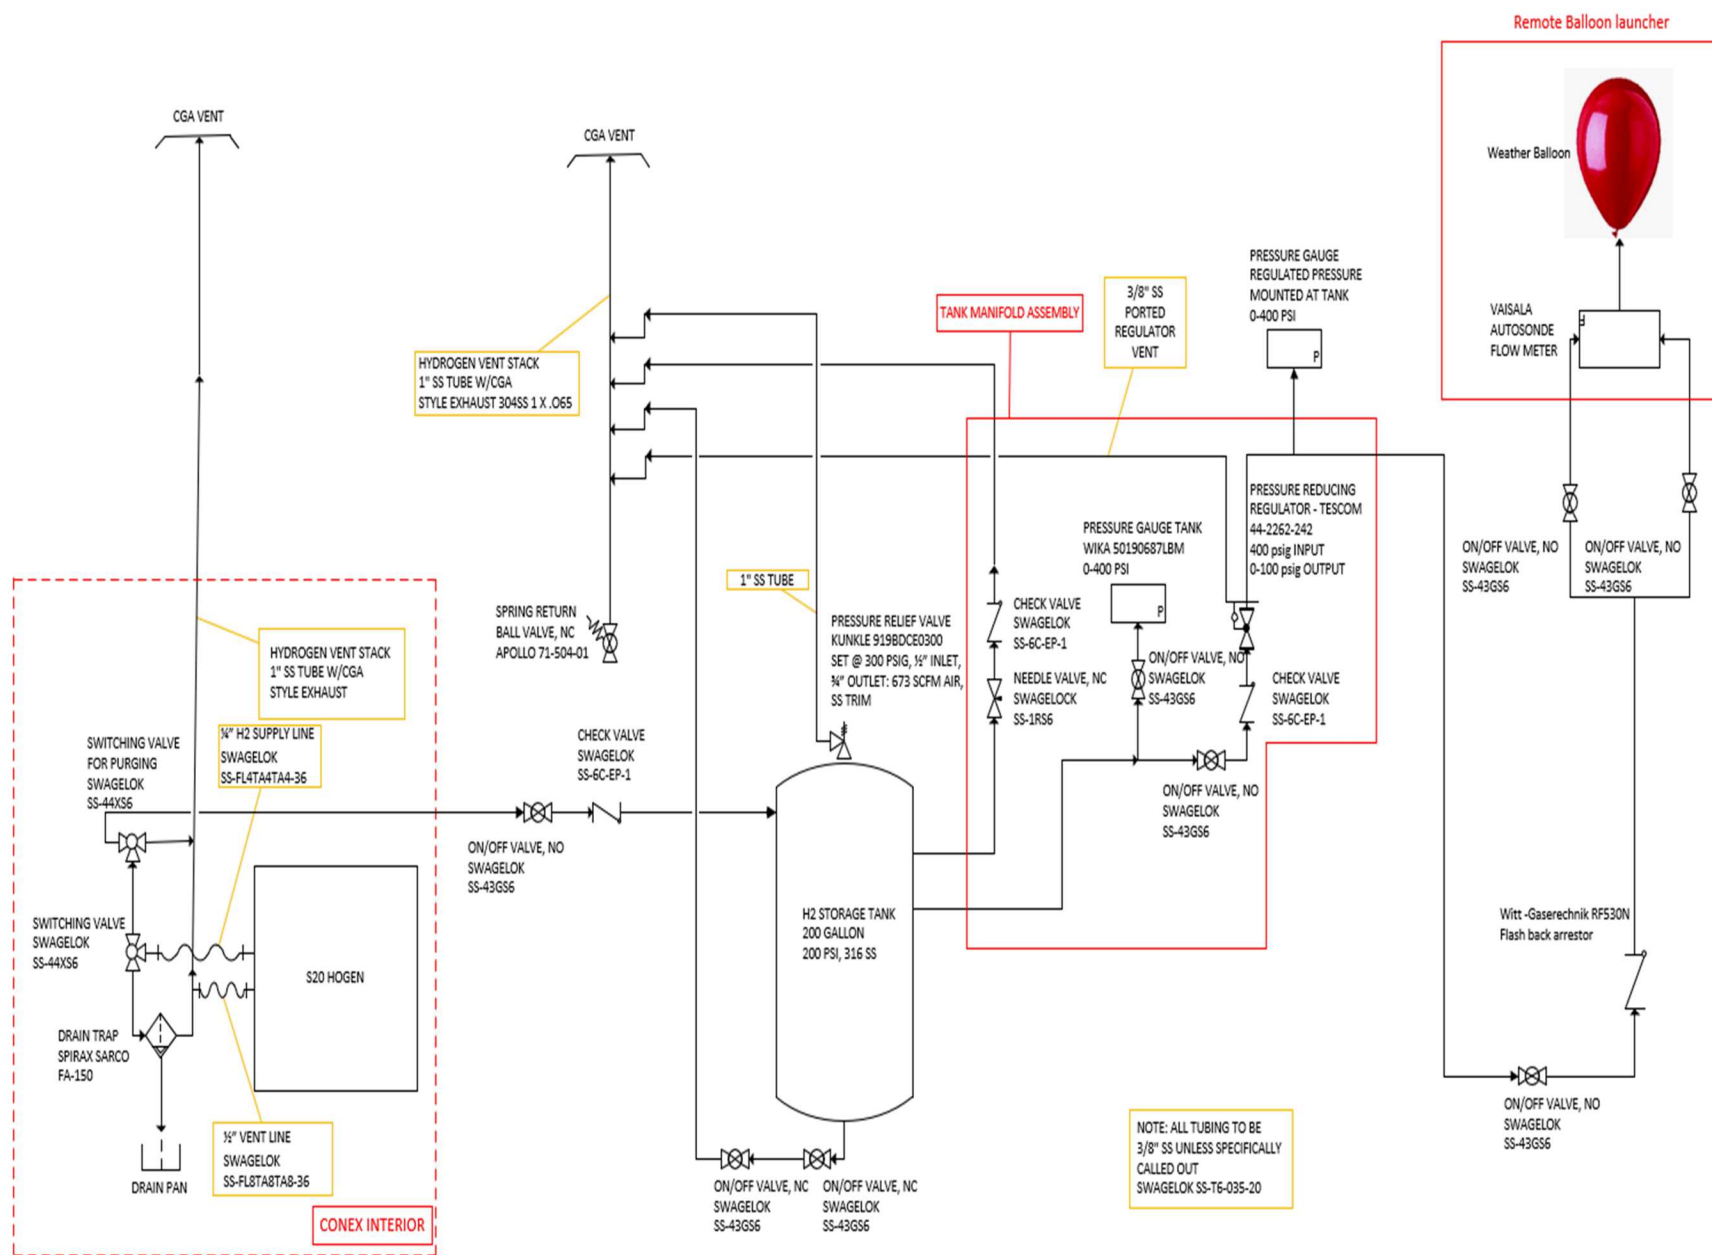 Remote Balloon launcher
CGA VENT
CGA VENT
Weather Balloon
PRESSURE GAUGE
REGULATED PRESSURE
MOUNTED AT TANK
0-400 PSI
P
3/8" SS
PORTED
REGULATOR
VENT
TANK MANIFOLD ASSEMBLY
VAISALA
AUTOSONDE
FLOW METER
P
HYDROGEN VENT STACK
1" SS TUBE W/CGA
STYLE EXHAUST 304SS 1 X .O65
PRESSURE REDUCING
REGULATOR - TESCOM
44-2262-242
400 psig INPUT
0-100 psig OUTPUT
PRESSURE GAUGE TANK
WIKA 50190687LBM
0-400 PSI
P
ON/OFF VALVE, NO
SWAGELOK
SS-43GS6
ON/OFF VALVE, NO
SWAGELOK
SS-43GS6
1" SS TUBE
SPRING RETURN
BALL VALVE, NC
APOLLO 71-504-01
PRESSURE RELIEF VALVE
KUNKLE 919BDCE0300
SET @ 300 PSIG, ½" INLET,
¾" OUTLET: 673 SCFM AIR,
SS TRIM
CHECK VALVE
SWAGELOK
SS-6C-EP-1
NEEDLE VALVE, NC
SWAGELOCK
SS-1RS6
ON/OFF VALVE, NO
SWAGELOK
SS-43GS6
CHECK VALVE
SWAGELOK
SS-6C-EP-1
HYDROGEN VENT STACK
1" SS TUBE W/CGA
STYLE EXHAUST
¼" H2 SUPPLY LINE
SWAGELOK
SS-FL4TA4TA4-36
SWITCHING VALVE
FOR PURGING
SWAGELOK
SS-44XS6
CHECK VALVE
SWAGELOK
SS-6C-EP-1
ON/OFF VALVE, NO
SWAGELOK
SS-43GS6
ON/OFF VALVE, NO
SWAGELOK
SS-43GS6
SWITCHING VALVE
SWAGELOK
SS-44XS6
S20 HOGEN
H2 STORAGE TANK
200 GALLON
200 PSI, 316 SS
Witt -Gaserechnik RF530N
Flash back arrestor
DRAIN TRAP
SPIRAX SARCO
FA-150
½" VENT LINE
SWAGELOK
SS-FL8TA8TA8-36
DRAIN PAN
CONEX INTERIOR
ON/OFF VALVE, NC
SWAGELOK
SS-43GS6
ON/OFF VALVE, NC
SWAGELOK
SS-43GS6
NOTE: ALL TUBING TO BE
3/8" SS UNLESS SPECIFICALLY
CALLED OUT
SWAGELOK SS-T6-035-20
ON/OFF VALVE, NO
SWAGELOK
SS-43GS6